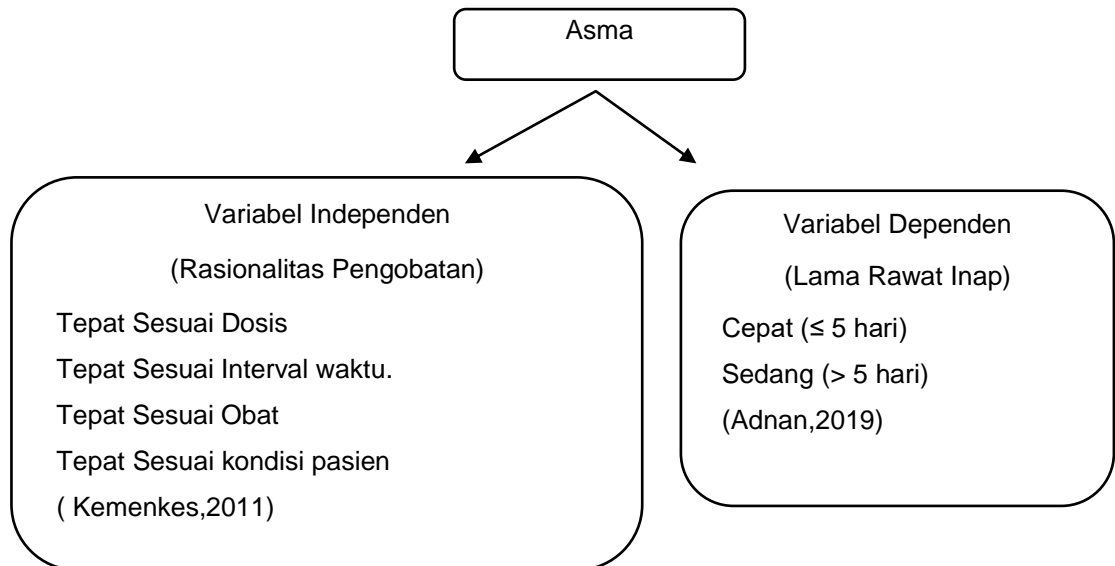 Asma
Variabel Independen
(Rasionalitas Pengobatan)
Tepat Sesuai Dosis
Tepat Sesuai Interval waktu.
Tepat Sesuai Obat
Tepat Sesuai kondisi pasien
( Kemenkes,2011)
Variabel Dependen
(Lama Rawat Inap)
Cepat (≤ 5 hari)
Sedang (> 5 hari)
(Adnan,2019)